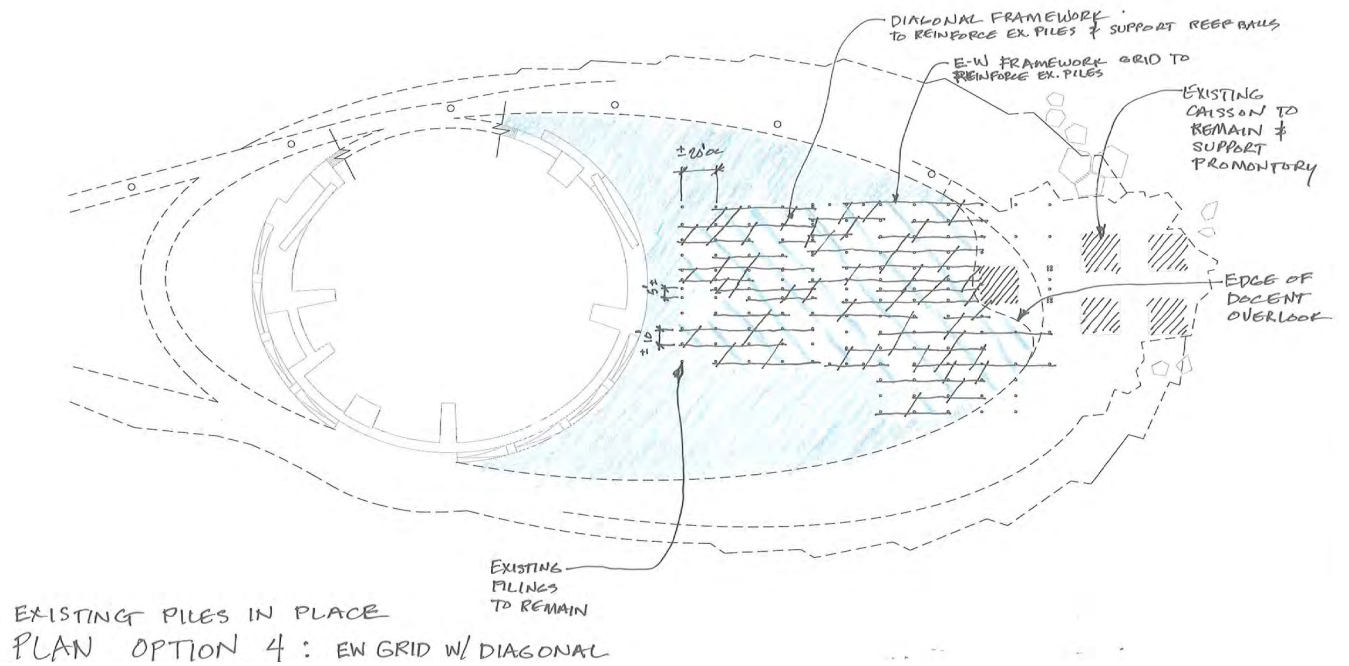 DIAGONAL FRAMEWORK
TO REINFORCE EX. PILES & SUPPORT REEF BALLS
E-W FRAMEWORK GRID TO
REINFORCE EX. PILES
EXISTING
CAISSON TO
REMAIN &
SUPPORT
PROMONTORY
± 20' OC
5' ±
± 10'
EDGE OF
DOCENT
OVERLOOK
EXISTING
PILINGS
TO REMAIN
EXISTING PILES IN PLACE
PLAN OPTION 4: EW GRID W/ DIAGONAL